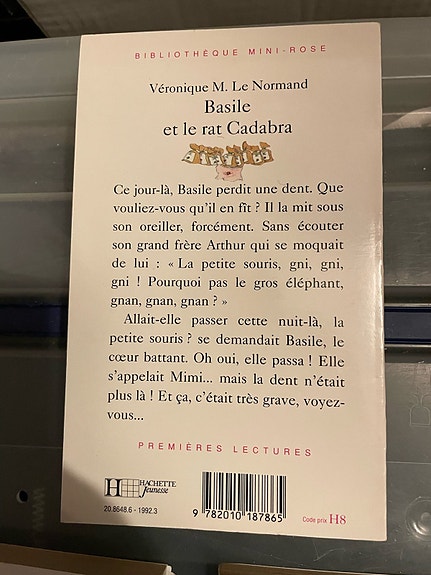 BIBLIOTHÈQUE MINI-ROSE
Véronique M. Le Normand
Basile
et le rat Cadabra
Ce jour-là, Basile perdit une dent. Que
vouliez-vous qu'il en fît ? Il la mit sous
son oreiller, forcément. Sans écouter
son grand frère Arthur qui se moquait
de lui : « La petite souris, gni, gni,
gni ! Pourquoi pas le gros éléphant,
gnan, gnan, gnan ? »
Allait-elle passer cette nuit-là, la
petite souris ? se demandait Basile, le
cœur battant. Oh oui, elle passa ! Elle
s'appelait Mimi... mais la dent n'était
plus là ! Et ça, c'était très grave, voyez-
vous...
PREMIÈRES LECTURES
H HACHETTE
Jeunesse
20.8648.6 - 1992.3
9 782010 187865
Code prix H8